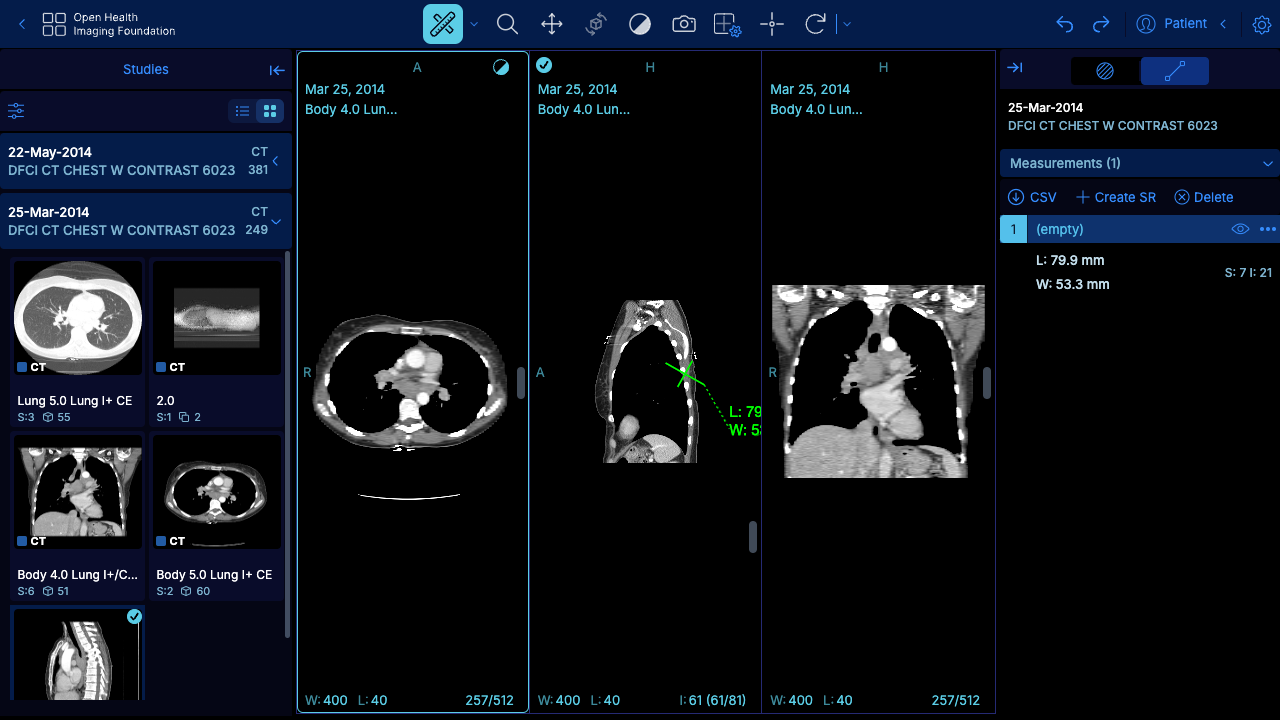 Open Health
Imaging Foundation
Patient
Studies
22-May-2014
CT
DFCI CT CHEST W CONTRAST 6023
381
25-Mar-2014
CT
DFCI CT CHEST W CONTRAST 6023
249
CT
Lung 5.0 Lung I+ CE
S:3 55
CT
2.0
S:1 2
CT
Body 4.0 Lung I+/C...
S:6 51
CT
Body 5.0 Lung I+ CE
S:2 60
A
Mar 25, 2014
Body 4.0 Lun...
R
W: 400 L: 40
257/512
H
Mar 25, 2014
Body 4.0 Lun...
A
L: 79
W: 5
W: 400 L: 40
I: 61 (61/81)
H
Mar 25, 2014
Body 4.0 Lun...
R
W: 400 L: 40
257/512
25-Mar-2014
DFCI CT CHEST W CONTRAST 6023
Measurements (1)
CSV
Create SR
Delete
1
(empty)
L: 79.9 mm
W: 53.3 mm
S: 7 I: 21